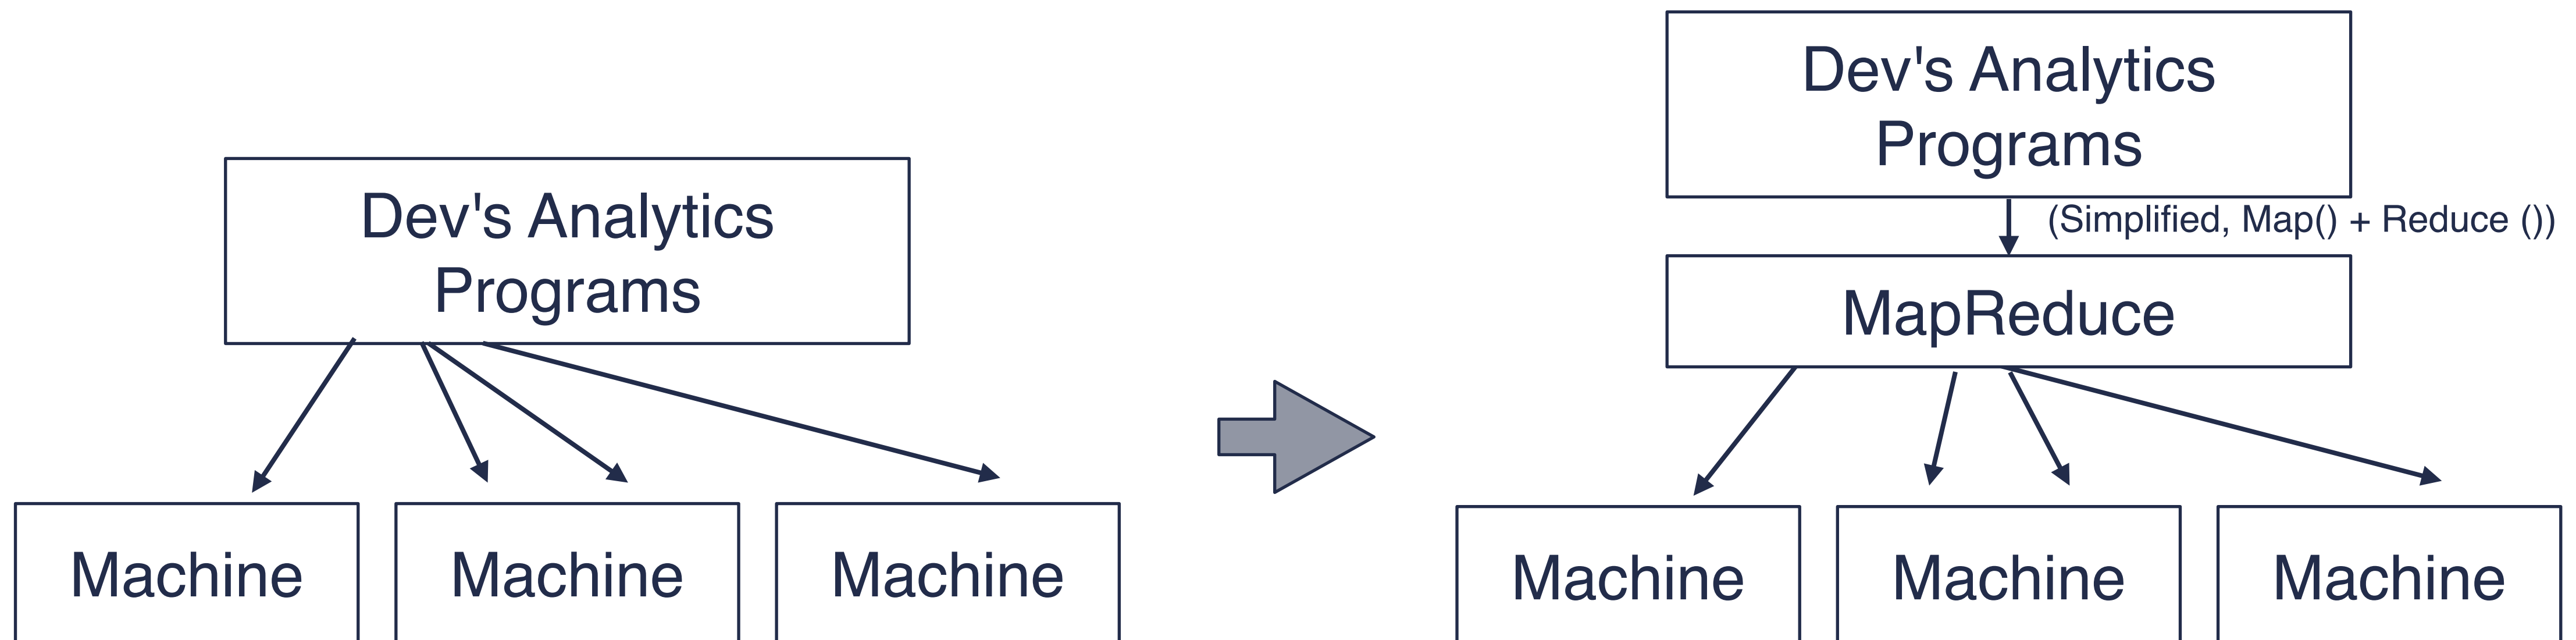 Dev's Analytics
Programs
Machine
Machine
Machine
Dev's Analytics
Programs
(Simplified, Map() + Reduce ())
MapReduce
Machine
Machine
Machine